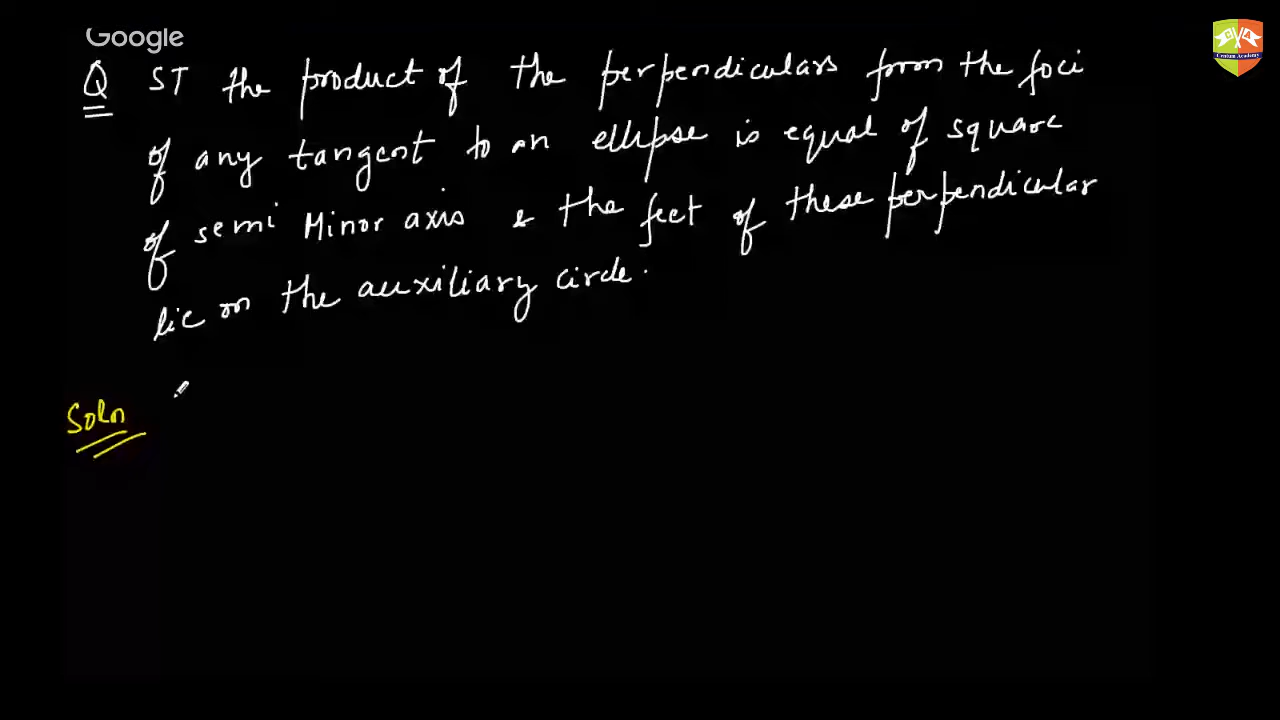 Google
Q ST the product of the perpendiculars from the foci
of any tangent to an ellipse is equal of square
of semi Minor axis & the feet of these perpendicular
lie on the auxiliary circle.
Soln